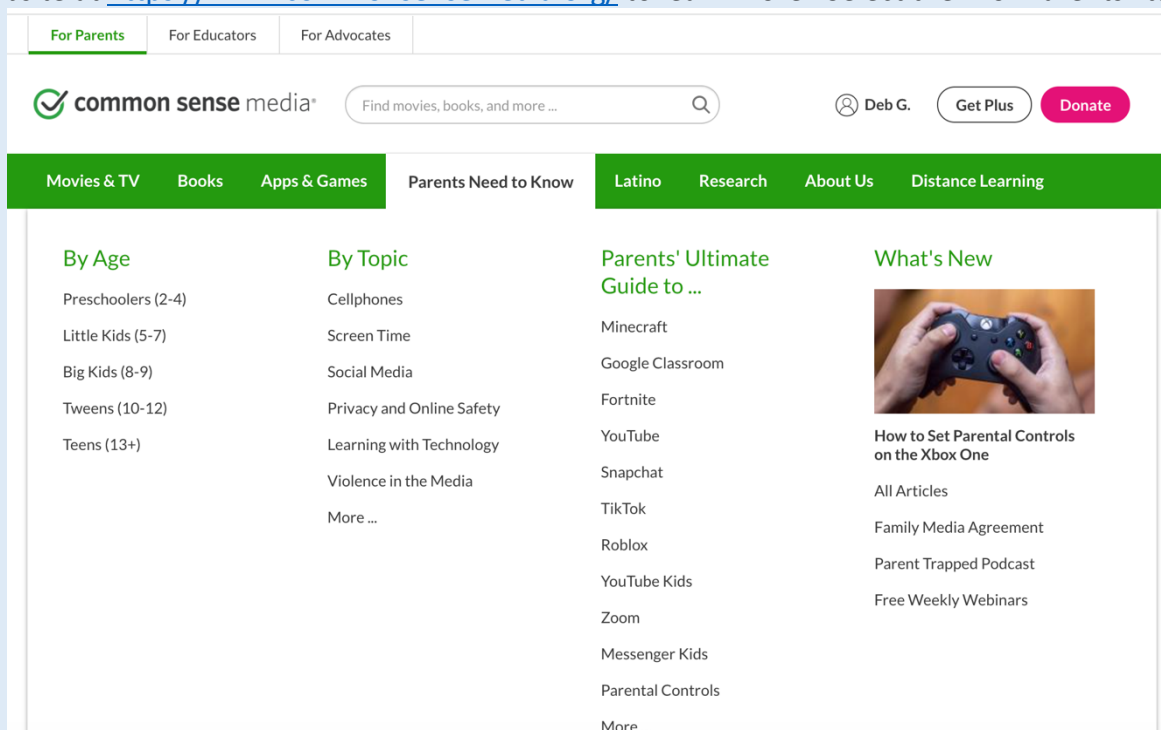 For Parents
For Educators
For Advocates
common sense media
Find movies, books, and more ...
Deb G.
Get Plus
Donate
Movies & TV
Books
Apps & Games
Parents Need to Know
Latino
Research
About Us
Distance Learning
By Age
Preschoolers (2-4)
Little Kids (5-7)
Big Kids (8-9)
Tweens (10-12)
Teens (13+)
By Topic
Cellphones
Screen Time
Social Media
Privacy and Online Safety
Learning with Technology
Violence in the Media
More ...
Parents' Ultimate
Guide to ...
Minecraft
Google Classroom
Fortnite
YouTube
Snapchat
TikTok
Roblox
YouTube Kids
Zoom
Messenger Kids
Parental Controls
More
What's New
How to Set Parental Controls
on the Xbox One
All Articles
Family Media Agreement
Parent Trapped Podcast
Free Weekly Webinars